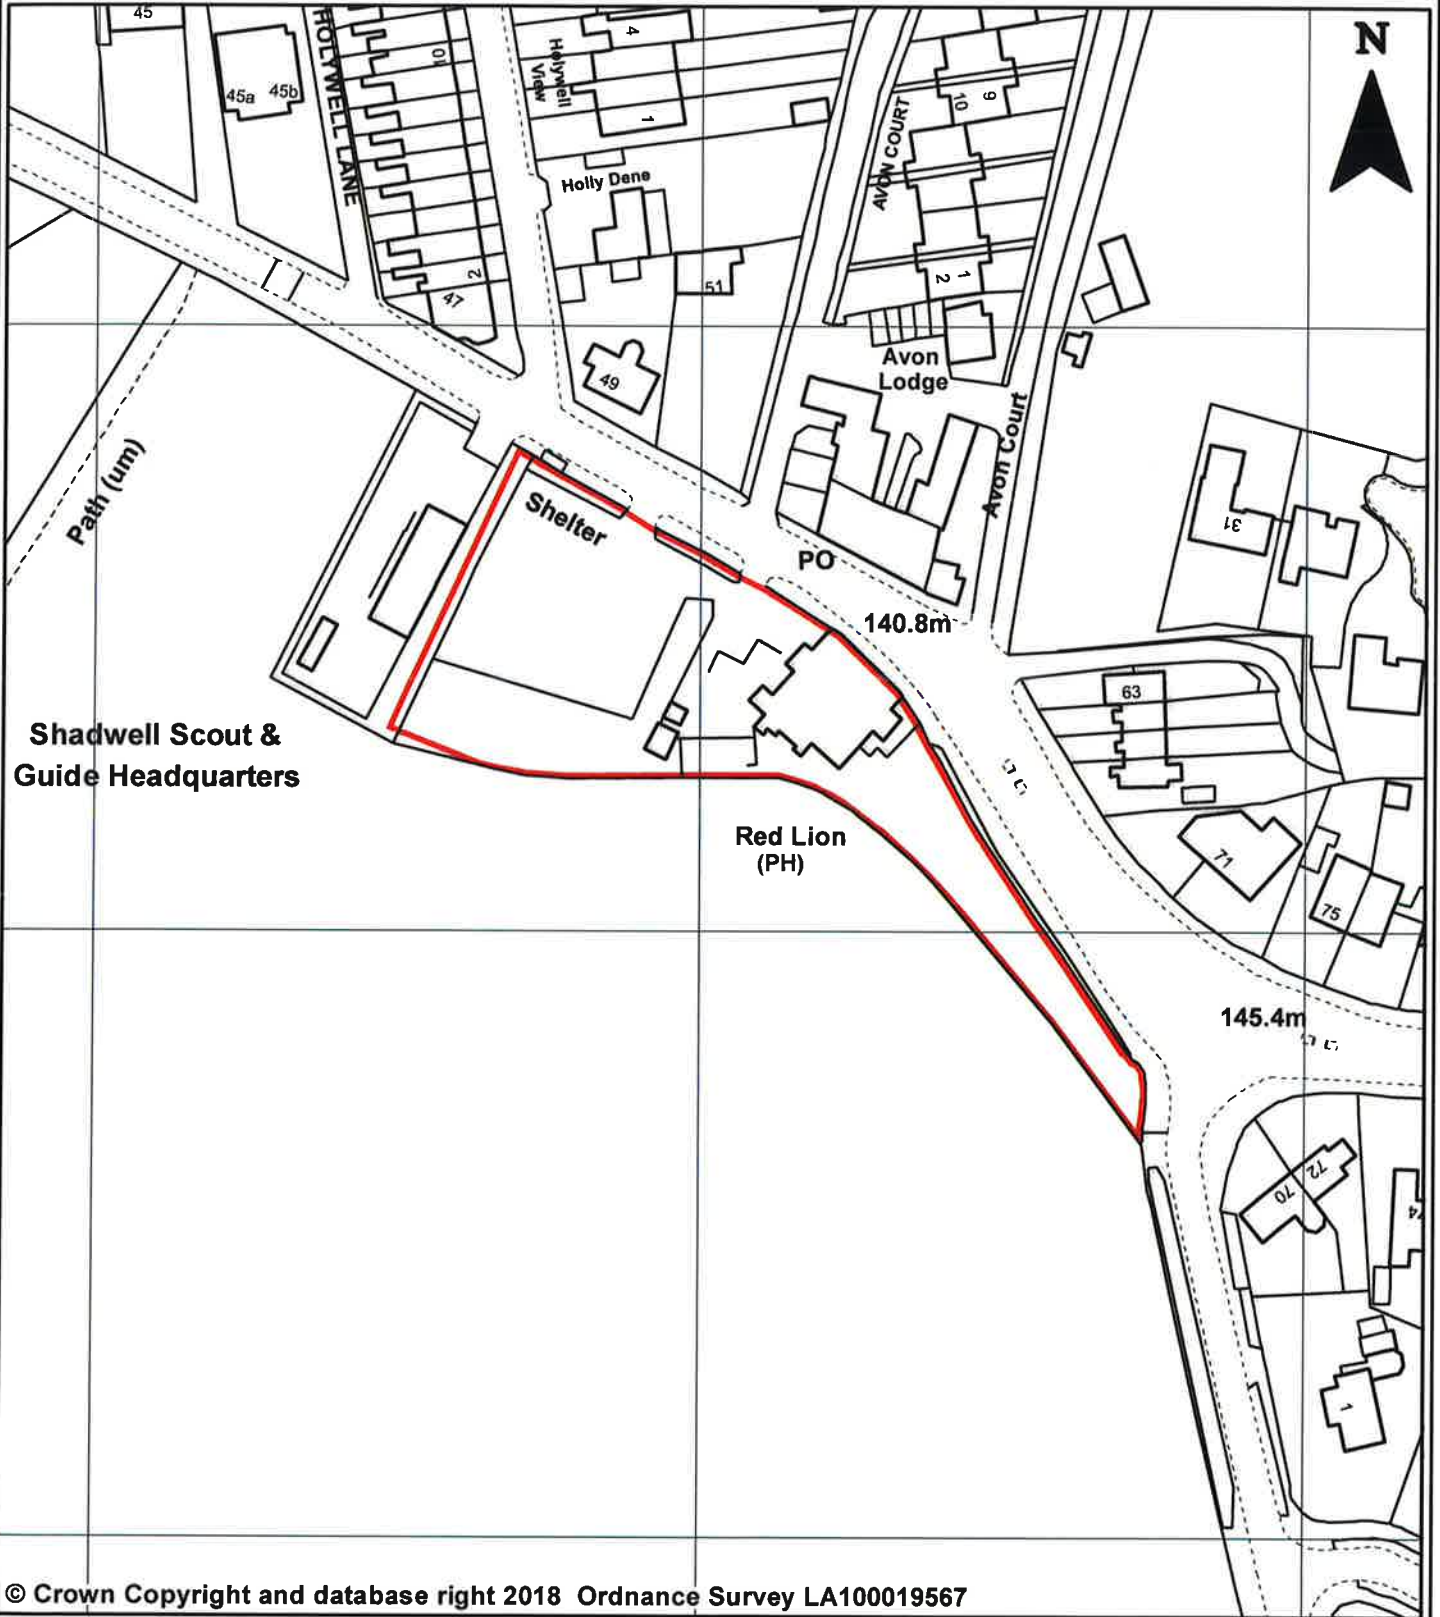 45
N
45a 45b
HOLYWELL LANE
10
Holywell
View
4
1
AVON COURT
10
9
Holly Dene
2
47
51
1
2
49
Avon
Lodge
Avon Court
Path (um)
Shelter
PO
31
140.8m
63
Shadwell Scout &
Guide Headquarters
Red Lion
(PH)
71
75
145.4m
72
70
74
1
© Crown Copyright and database right 2018 Ordnance Survey LA100019567